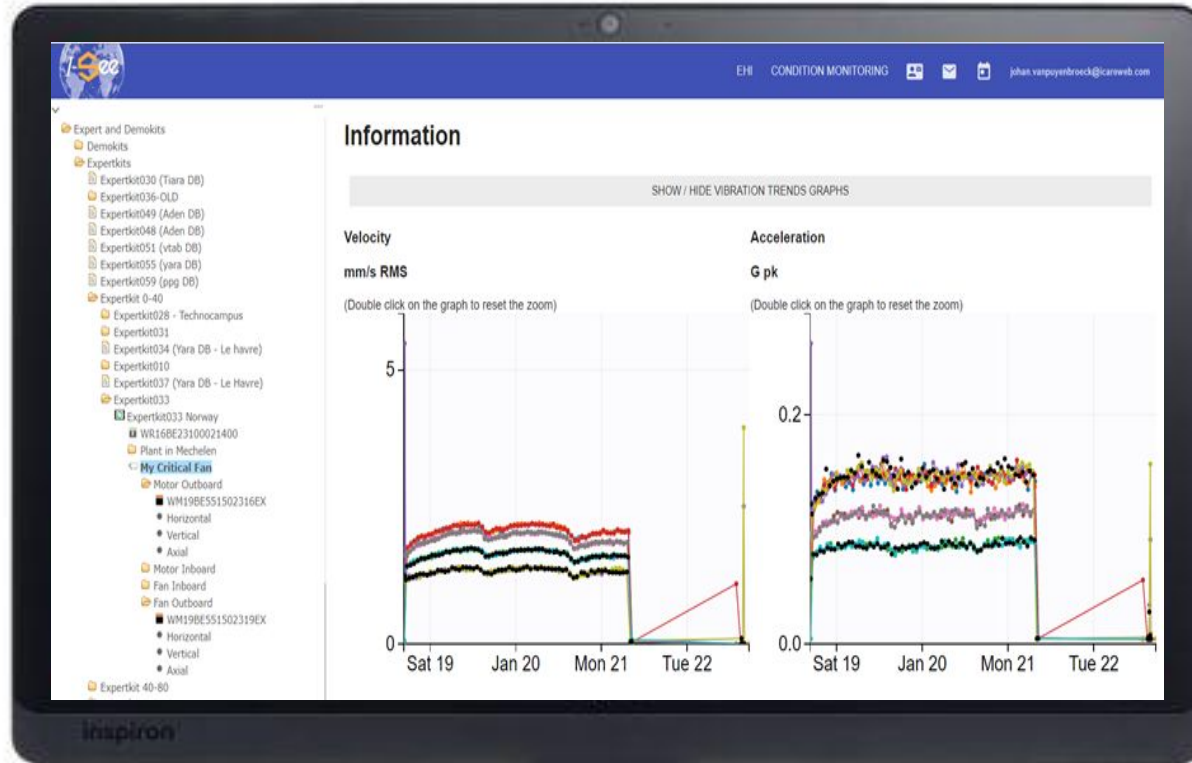 I-See
EHI CONDITION MONITORING johan.vanpuyenbroeck@icareweb.com
Expert and Demokits
Demokits
Expertkits
Expertkit030 (Tiara DB)
Expertkit036-OLD
Expertkit049 (Aden DB)
Expertkit048 (Aden DB)
Expertkit051 (vtab DB)
Expertkit055 (yara DB)
Expertkit059 (ppg DB)
Expertkit 0-40
Expertkit028 - Technocampus
Expertkit031
Expertkit034 (Yara DB - Le havre)
Expertkit010
Expertkit037 (Yara DB - Le Havre)
Expertkit033
Expertkit033 Norway
WR16BE23100021400
Plant in Mechelen
My Critical Fan
Motor Outboard
WM19BE551502316EX
Horizontal
Vertical
Axial
Motor Inboard
Fan Inboard
Fan Outboard
WM19BE551502319EX
Horizontal
Vertical
Axial
Expertkit 40-80
Information
SHOW / HIDE VIBRATION TRENDS GRAPHS
Velocity
mm/s RMS
(Double click on the graph to reset the zoom)
5
0
Sat 19 Jan 20 Mon 21 Tue 22
Acceleration
G pk
(Double click on the graph to reset the zoom)
0.2
0.0
Sat 19 Jan 20 Mon 21 Tue 22
inspiron